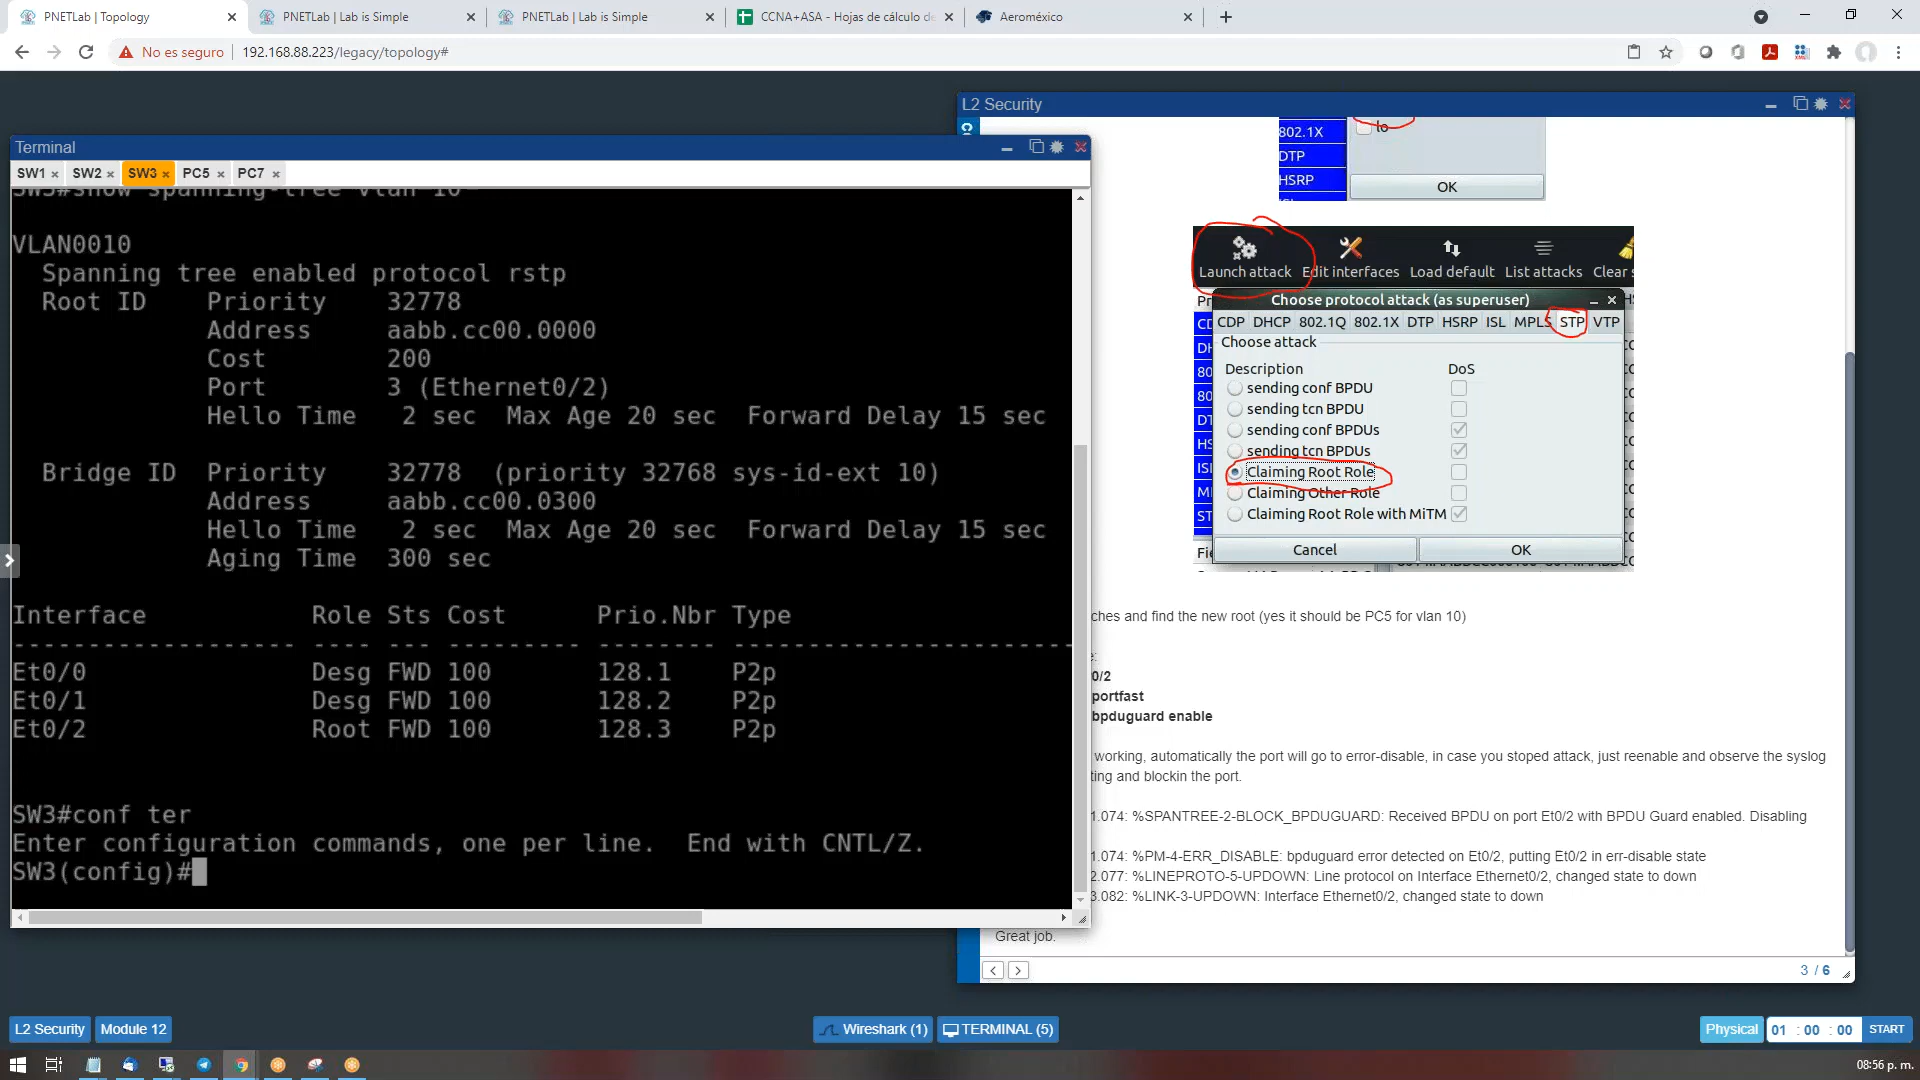 PNETLab | Topology
PNETLab | Lab is Simple
PNETLab | Lab is Simple
CCNA+ASA - Hojas de cálculo de
Aeroméxico
No es seguro
192.168.88.223/legacy/topology#
L2 Security
Terminal
SW1 SW2 SW3 PC5 PC7
SW3#show spanning-tree vlan 10
VLAN0010
Spanning tree enabled protocol rstp
Root ID Priority 32778
Address aabb.cc00.0000
Cost 200
Port 3 (Ethernet0/2)
Hello Time 2 sec Max Age 20 sec Forward Delay 15 sec
Bridge ID Priority 32778 (priority 32768 sys-id-ext 10)
Address aabb.cc00.0300
Hello Time 2 sec Max Age 20 sec Forward Delay 15 sec
Aging Time 300 sec
Interface Role Sts Cost Prio.Nbr Type
------------------- ---- --- --------- -------- -----------------------
Et0/0 Desg FWD 100 128.1 P2p
Et0/1 Desg FWD 100 128.2 P2p
Et0/2 Root FWD 100 128.3 P2p
SW3#conf ter
Enter configuration commands, one per line. End with CNTL/Z.
SW3(config)#
802.1X
lo
DTP
HSRP
OK
Launch attack
Edit interfaces
Load default
List attacks
Clear s
Choose protocol attack (as superuser)
CDP DHCP 802.1Q 802.1X DTP HSRP ISL MPLS STP VTP
Choose attack
Description DoS
sending conf BPDU
sending tcn BPDU
sending conf BPDUs
sending tcn BPDUs
Claiming Root Role
Claiming Other Role
Claiming Root Role with MiTM
Cancel
OK
ches and find the new root (yes it should be PC5 for vlan 10)
e:
0/2
portfast
bpduguard enable
working, automatically the port will go to error-disable, in case you stoped attack, just reenable and observe the syslog
ting and blockin the port.
1.074: %SPANTREE-2-BLOCK_BPDUGUARD: Received BPDU on port Et0/2 with BPDU Guard enabled. Disabling
1.074: %PM-4-ERR_DISABLE: bpduguard error detected on Et0/2, putting Et0/2 in err-disable state
2.077: %LINEPROTO-5-UPDOWN: Line protocol on Interface Ethernet0/2, changed state to down
3.082: %LINK-3-UPDOWN: Interface Ethernet0/2, changed state to down
Great job.
3 / 6
L2 Security
Module 12
Wireshark (1)
TERMINAL (5)
Physical
01 : 00 : 00
START
08:56 p. m.